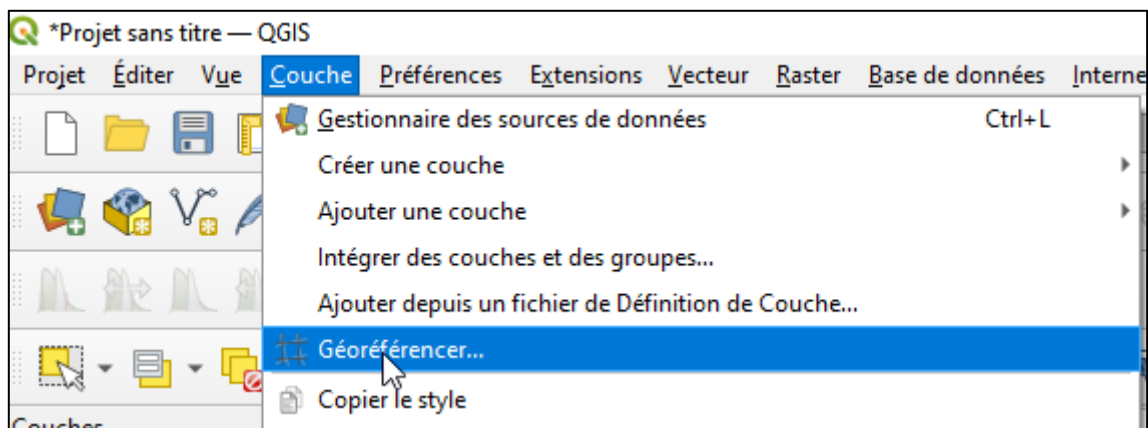 *Projet sans titre — QGIS
Projet Éditer Vue Couche Préférences Extensions Vecteur Raster Base de données Interne
Gestionnaire des sources de données Ctrl+L
Créer une couche
Ajouter une couche
Intégrer des couches et des groupes...
Ajouter depuis un fichier de Définition de Couche...
Géoréférencer...
Copier le style
Couches